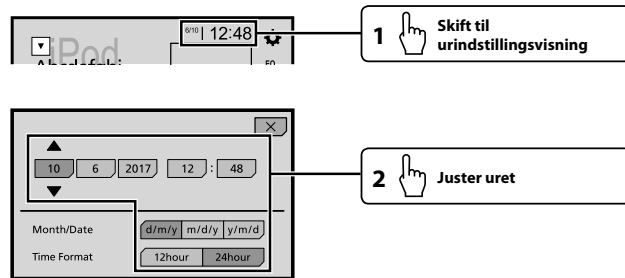 6/10 | 12:48
iPod
EQ
1 Skift til
urindstillingsvisning
10 6 2017 12 : 48
2 Juster uret
Month/Date d/m/y m/d/y y/m/d
Time Format 12hour 24hour